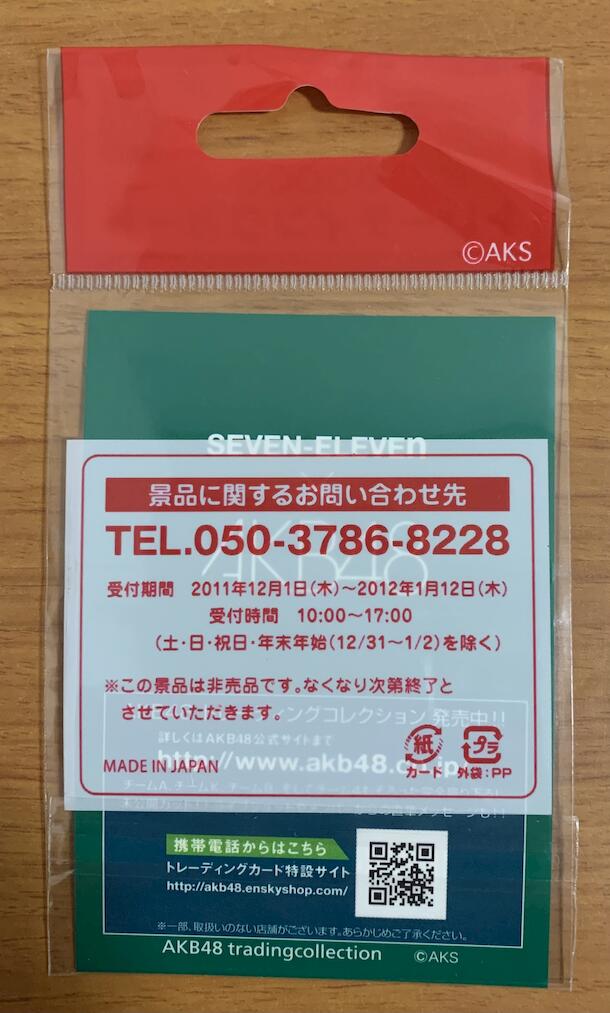 ©AKS
SEVEN-ELEVEn
景品に関するお問い合わせ先
TEL.050-3786-8228
AKB48
受付期間 2011年12月1日(木)~2012年1月12日(木)
受付時間 10:00~17:00
(土・日・祝日・年末年始(12/31~1/2)を除く)
※この景品は非売品です。なくなり次第終了と
させていただきます。
ィングコレクション 発売中!!
詳しくはAKB48公式サイトまで
http://www.akb48.co.jp
紙
カード
プラ
外袋:PP
MADE IN JAPAN
携帯電話からはこちら
トレーディングカード特設サイト
http://akb48.enskyshop.com/
※一部、取扱いのない店舗がございます。あらかじめご了承ください。
AKB48 tradingcollection ©AKS